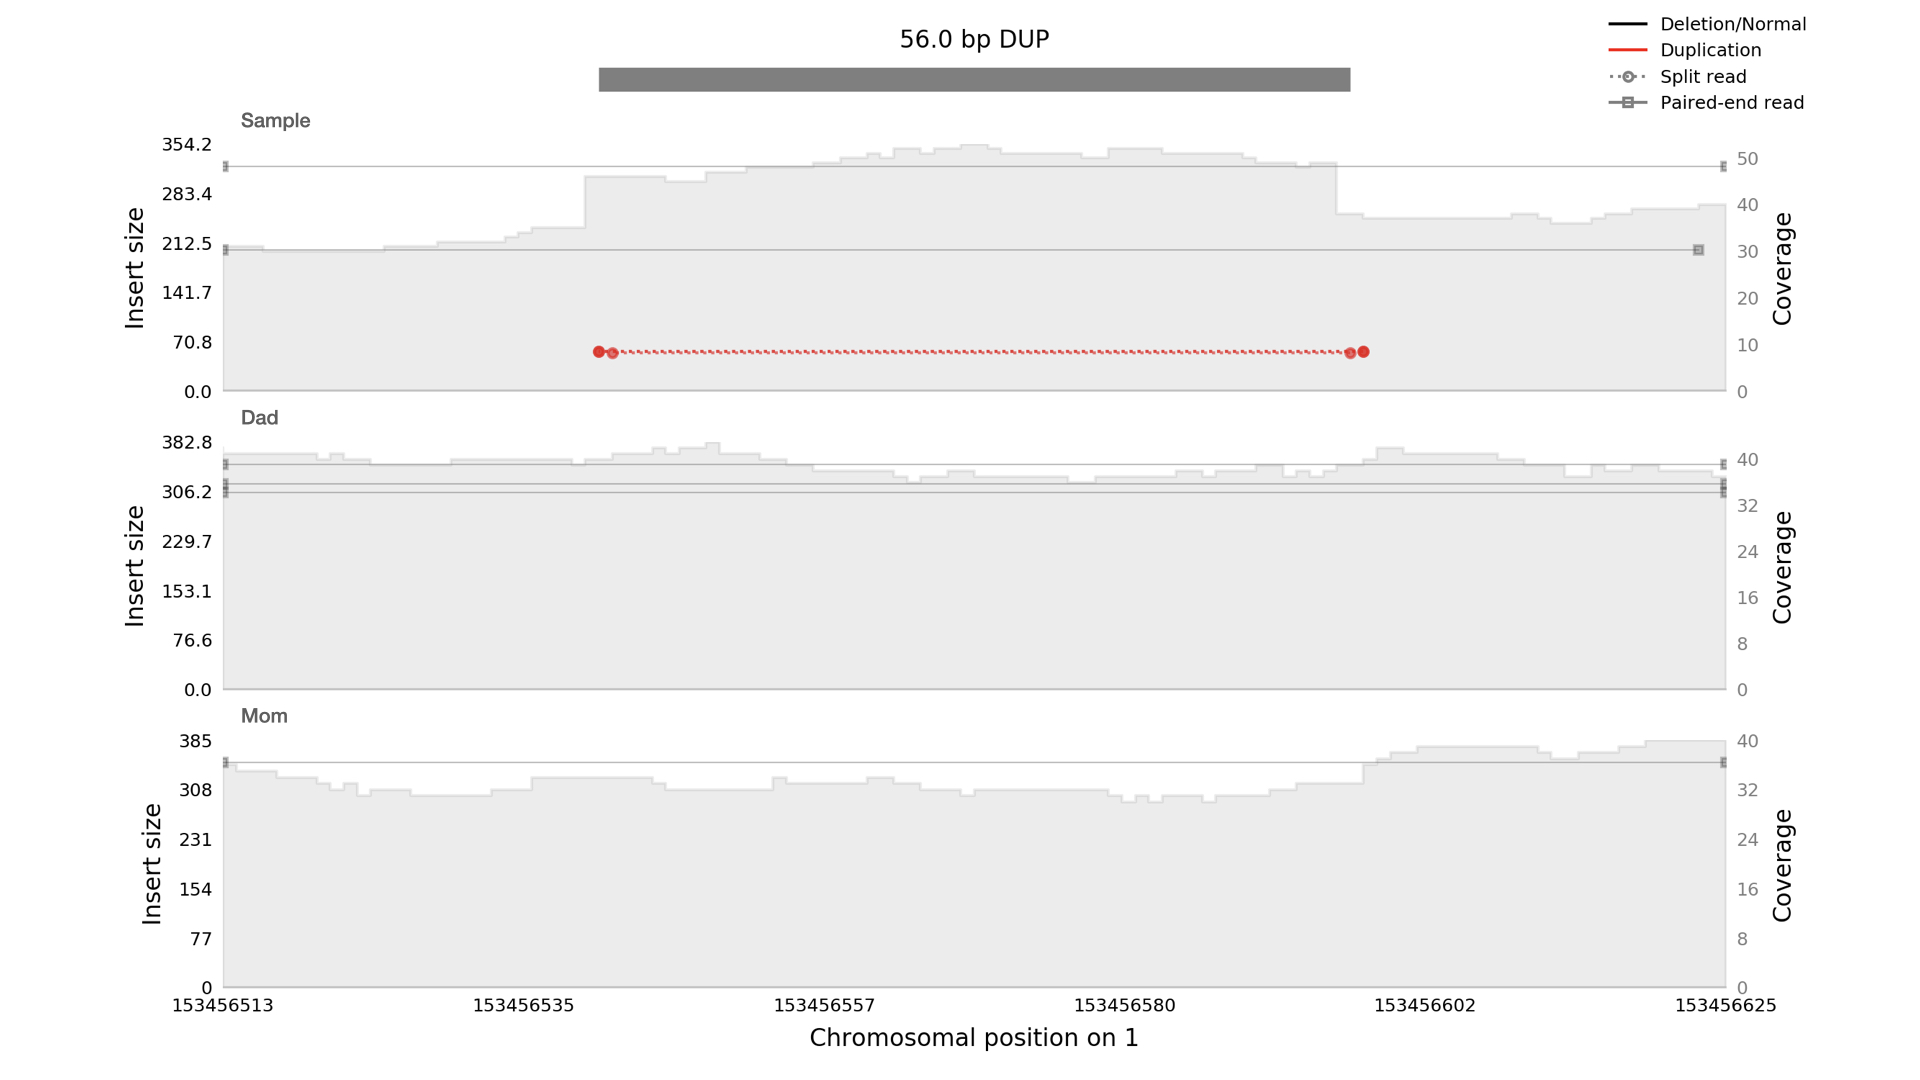 56.0 bp DUP
Deletion/Normal
Duplication
Split read
Paired-end read
Sample
354.2
283.4
212.5
141.7
70.8
0.0
Insert size
50
40
30
20
10
0
Coverage
Dad
382.8
306.2
229.7
153.1
76.6
0.0
Insert size
40
32
24
16
8
0
Coverage
Mom
385
308
231
154
77
0
Insert size
40
32
24
16
8
0
Coverage
153456513 153456535 153456557 153456580 153456602 153456625
Chromosomal position on 1